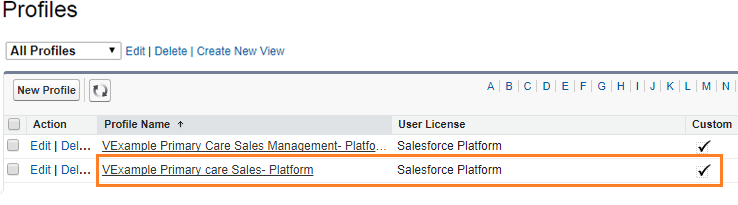 Profiles
All Profiles Edit | Delete | Create New View
New Profile A B C D E F G H I J K L M N
Action Profile Name ↑ User License Custom
Edit | Del... VExample Primary Care Sales Management- Platfo... Salesforce Platform ✓
Edit | Del... VExample Primary care Sales- Platform Salesforce Platform ✓